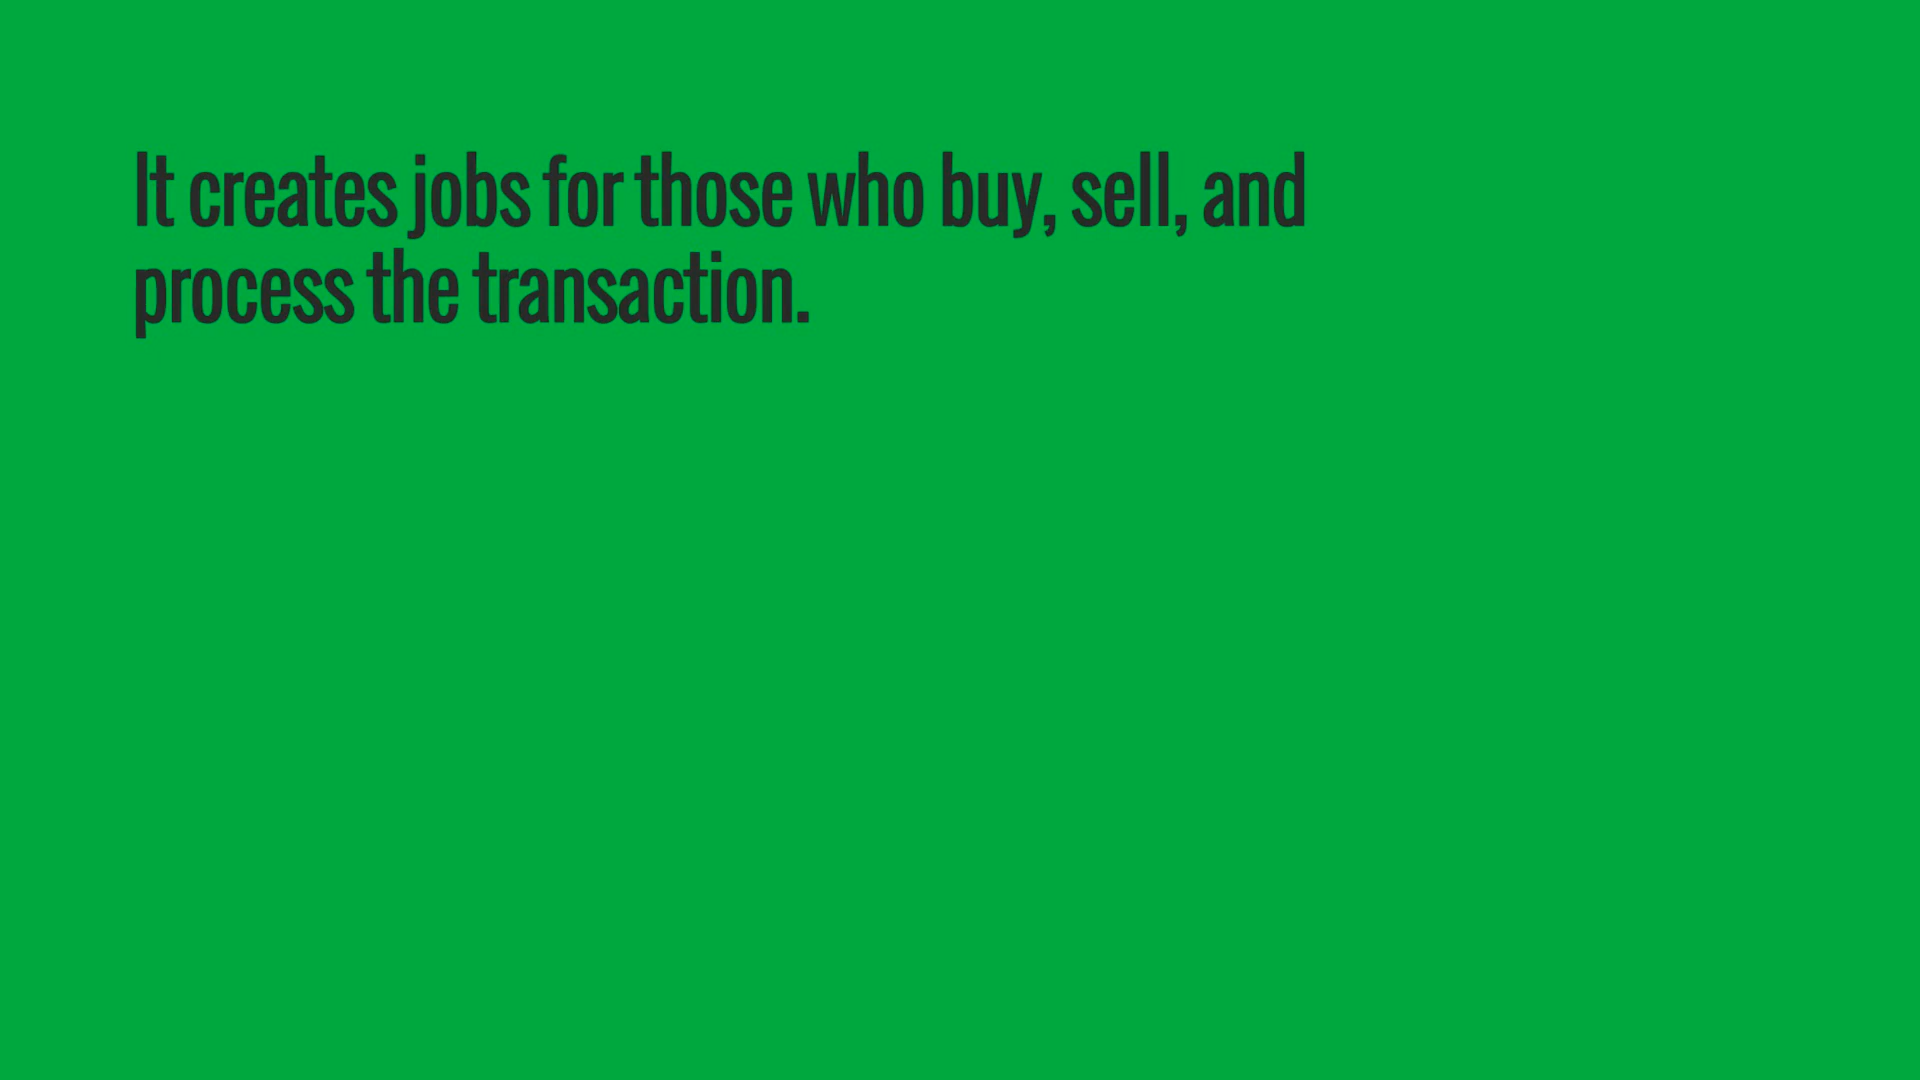 It creates jobs for those who buy, sell, and
process the transaction.